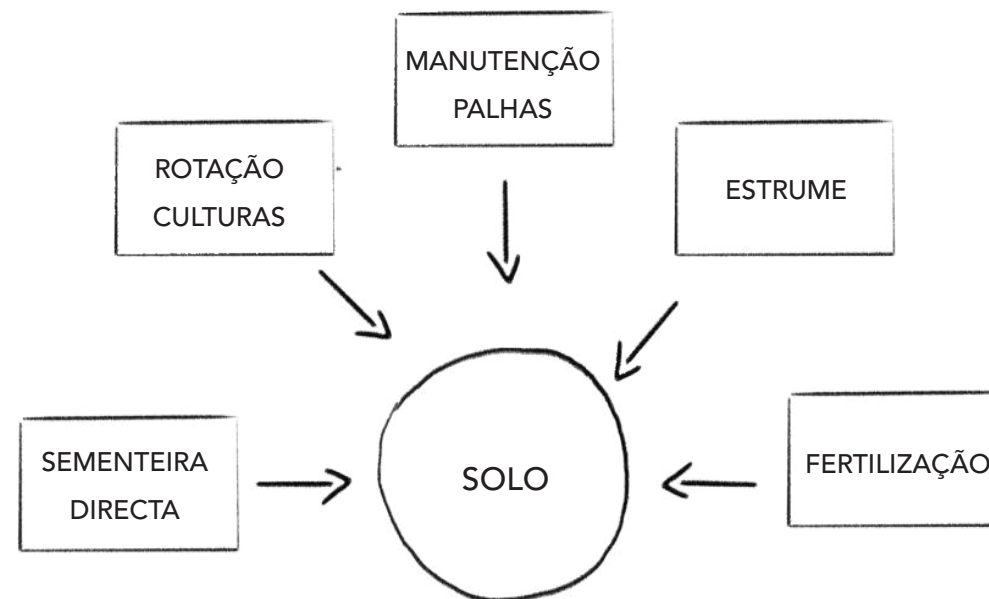 MANUTENÇÃO
PALHAS
ROTAÇÃO
CULTURAS
ESTRUME
SEMENTEIRA
DIRECTA
SOLO
FERTILIZAÇÃO